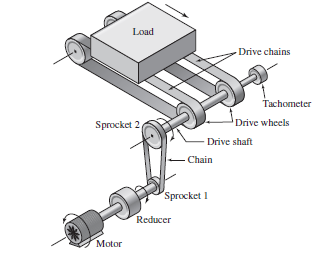 Load
Drive chains
Tachometer
Drive wheels
Sprocket 2
Drive shaft
Chain
Sprocket 1
Reducer
Motor